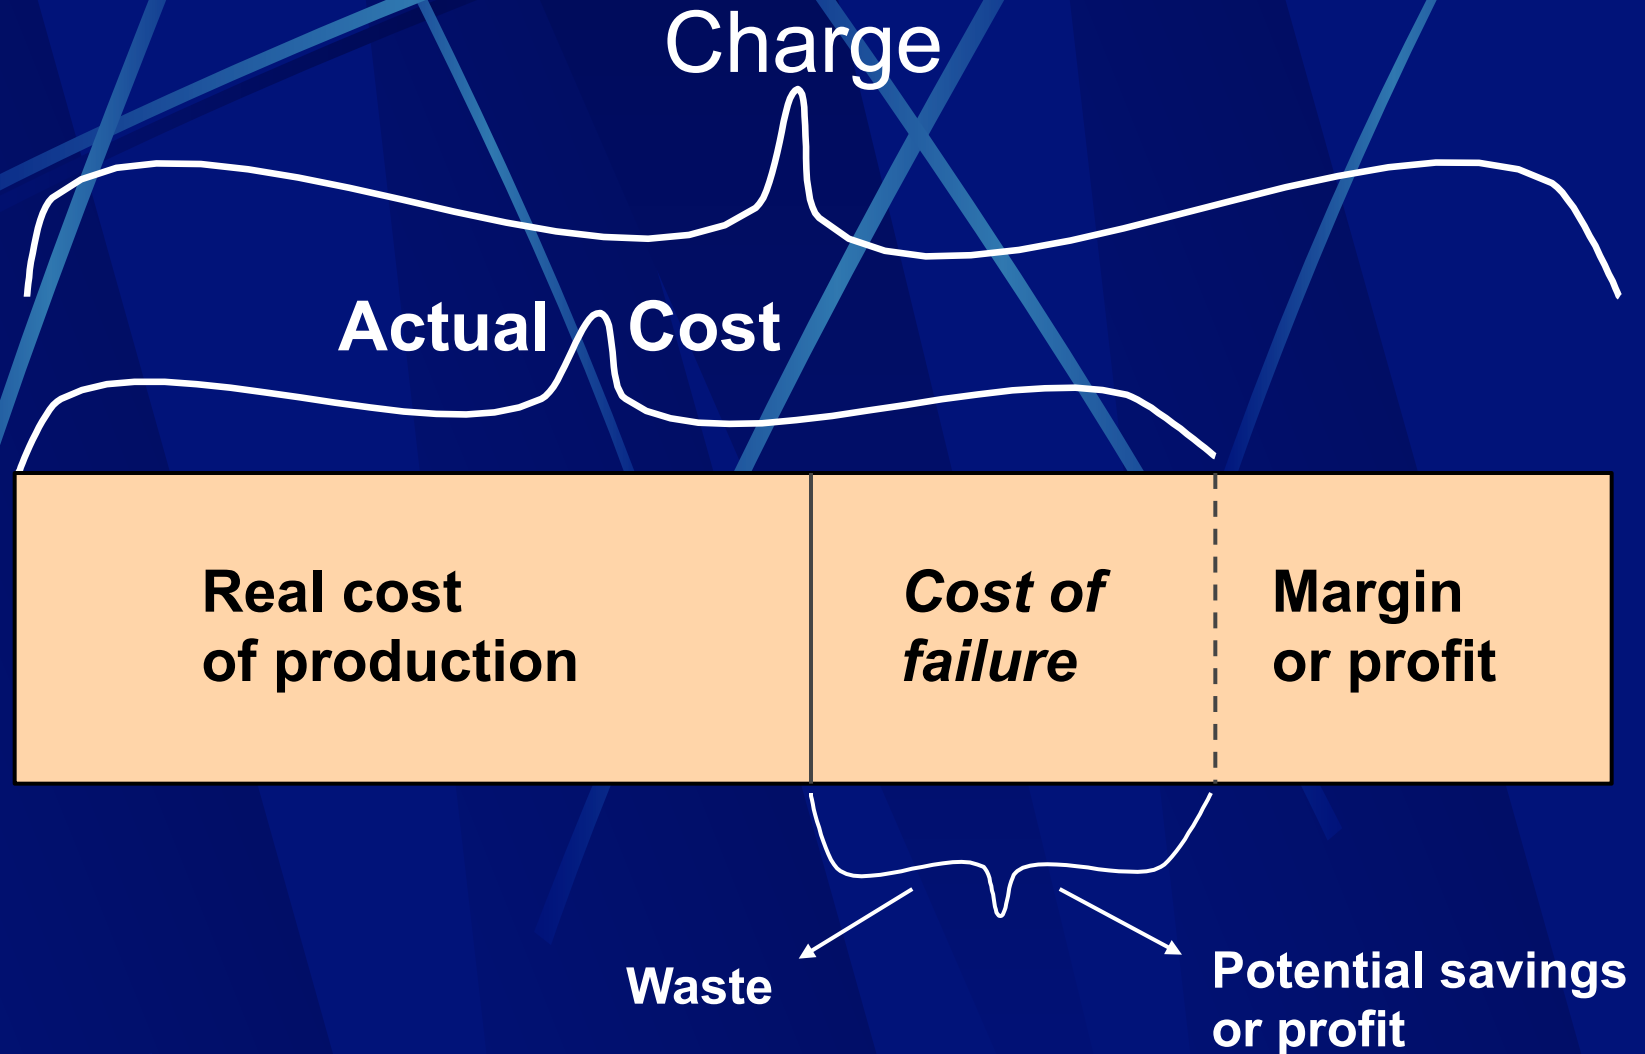 Charge
Actual Cost
Real cost
of production
Cost of
failure
Margin
or profit
Waste
Potential savings
or profit